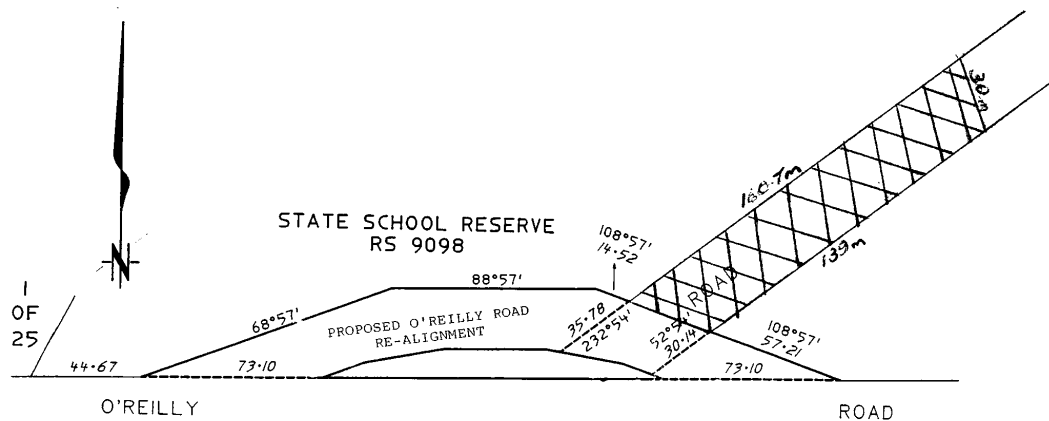 30m
160.7m
139m
ROAD
STATE SCHOOL RESERVE
RS 9098
108°57'
14.52
N
88°57'
1
OF
25
68°57'
PROPOSED O'REILLY ROAD
RE-ALIGNMENT
35.78
232°54'
52°54'
30.14
108°57'
57.21
44.67
73.10
73.10
O'REILLY
ROAD